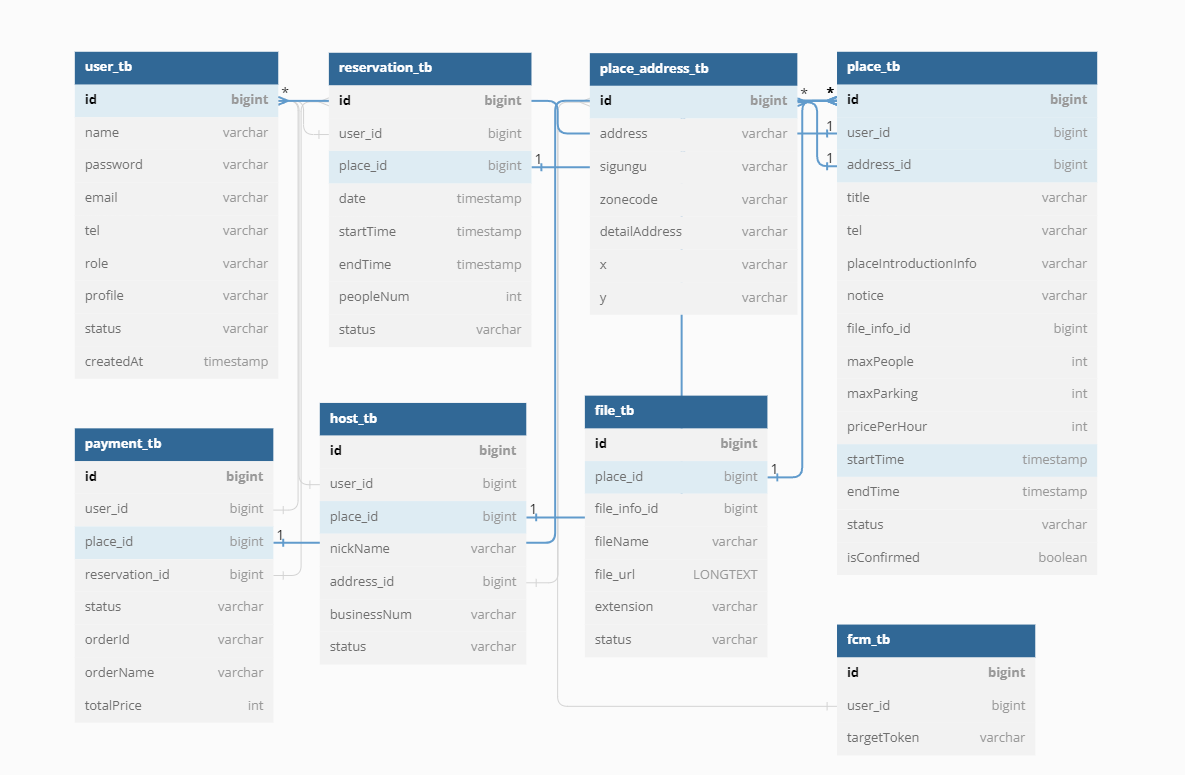 user_tb
id bigint
name varchar
password varchar
email varchar
tel varchar
role varchar
profile varchar
status varchar
createdAt timestamp
*
reservation_tb
id bigint
user_id bigint
place_id bigint
date timestamp
startTime timestamp
endTime timestamp
peopleNum int
status varchar
1
place_address_tb
id bigint
address varchar
sigungu varchar
zonecode varchar
detailAddress varchar
x varchar
y varchar
*
*
1
1
place_tb
id bigint
user_id bigint
address_id bigint
title varchar
tel varchar
placeIntroductionInfo varchar
notice varchar
file_info_id bigint
maxPeople int
maxParking int
pricePerHour int
startTime timestamp
endTime timestamp
status varchar
isConfirmed boolean
payment_tb
id bigint
user_id bigint
place_id bigint
reservation_id bigint
status varchar
orderId varchar
orderName varchar
totalPrice int
1
host_tb
id bigint
user_id bigint
place_id bigint
nickName varchar
address_id bigint
businessNum varchar
status varchar
1
file_tb
id bigint
place_id bigint
file_info_id bigint
fileName varchar
file_url LONGTEXT
extension varchar
status varchar
1
fcm_tb
id bigint
user_id bigint
targetToken varchar